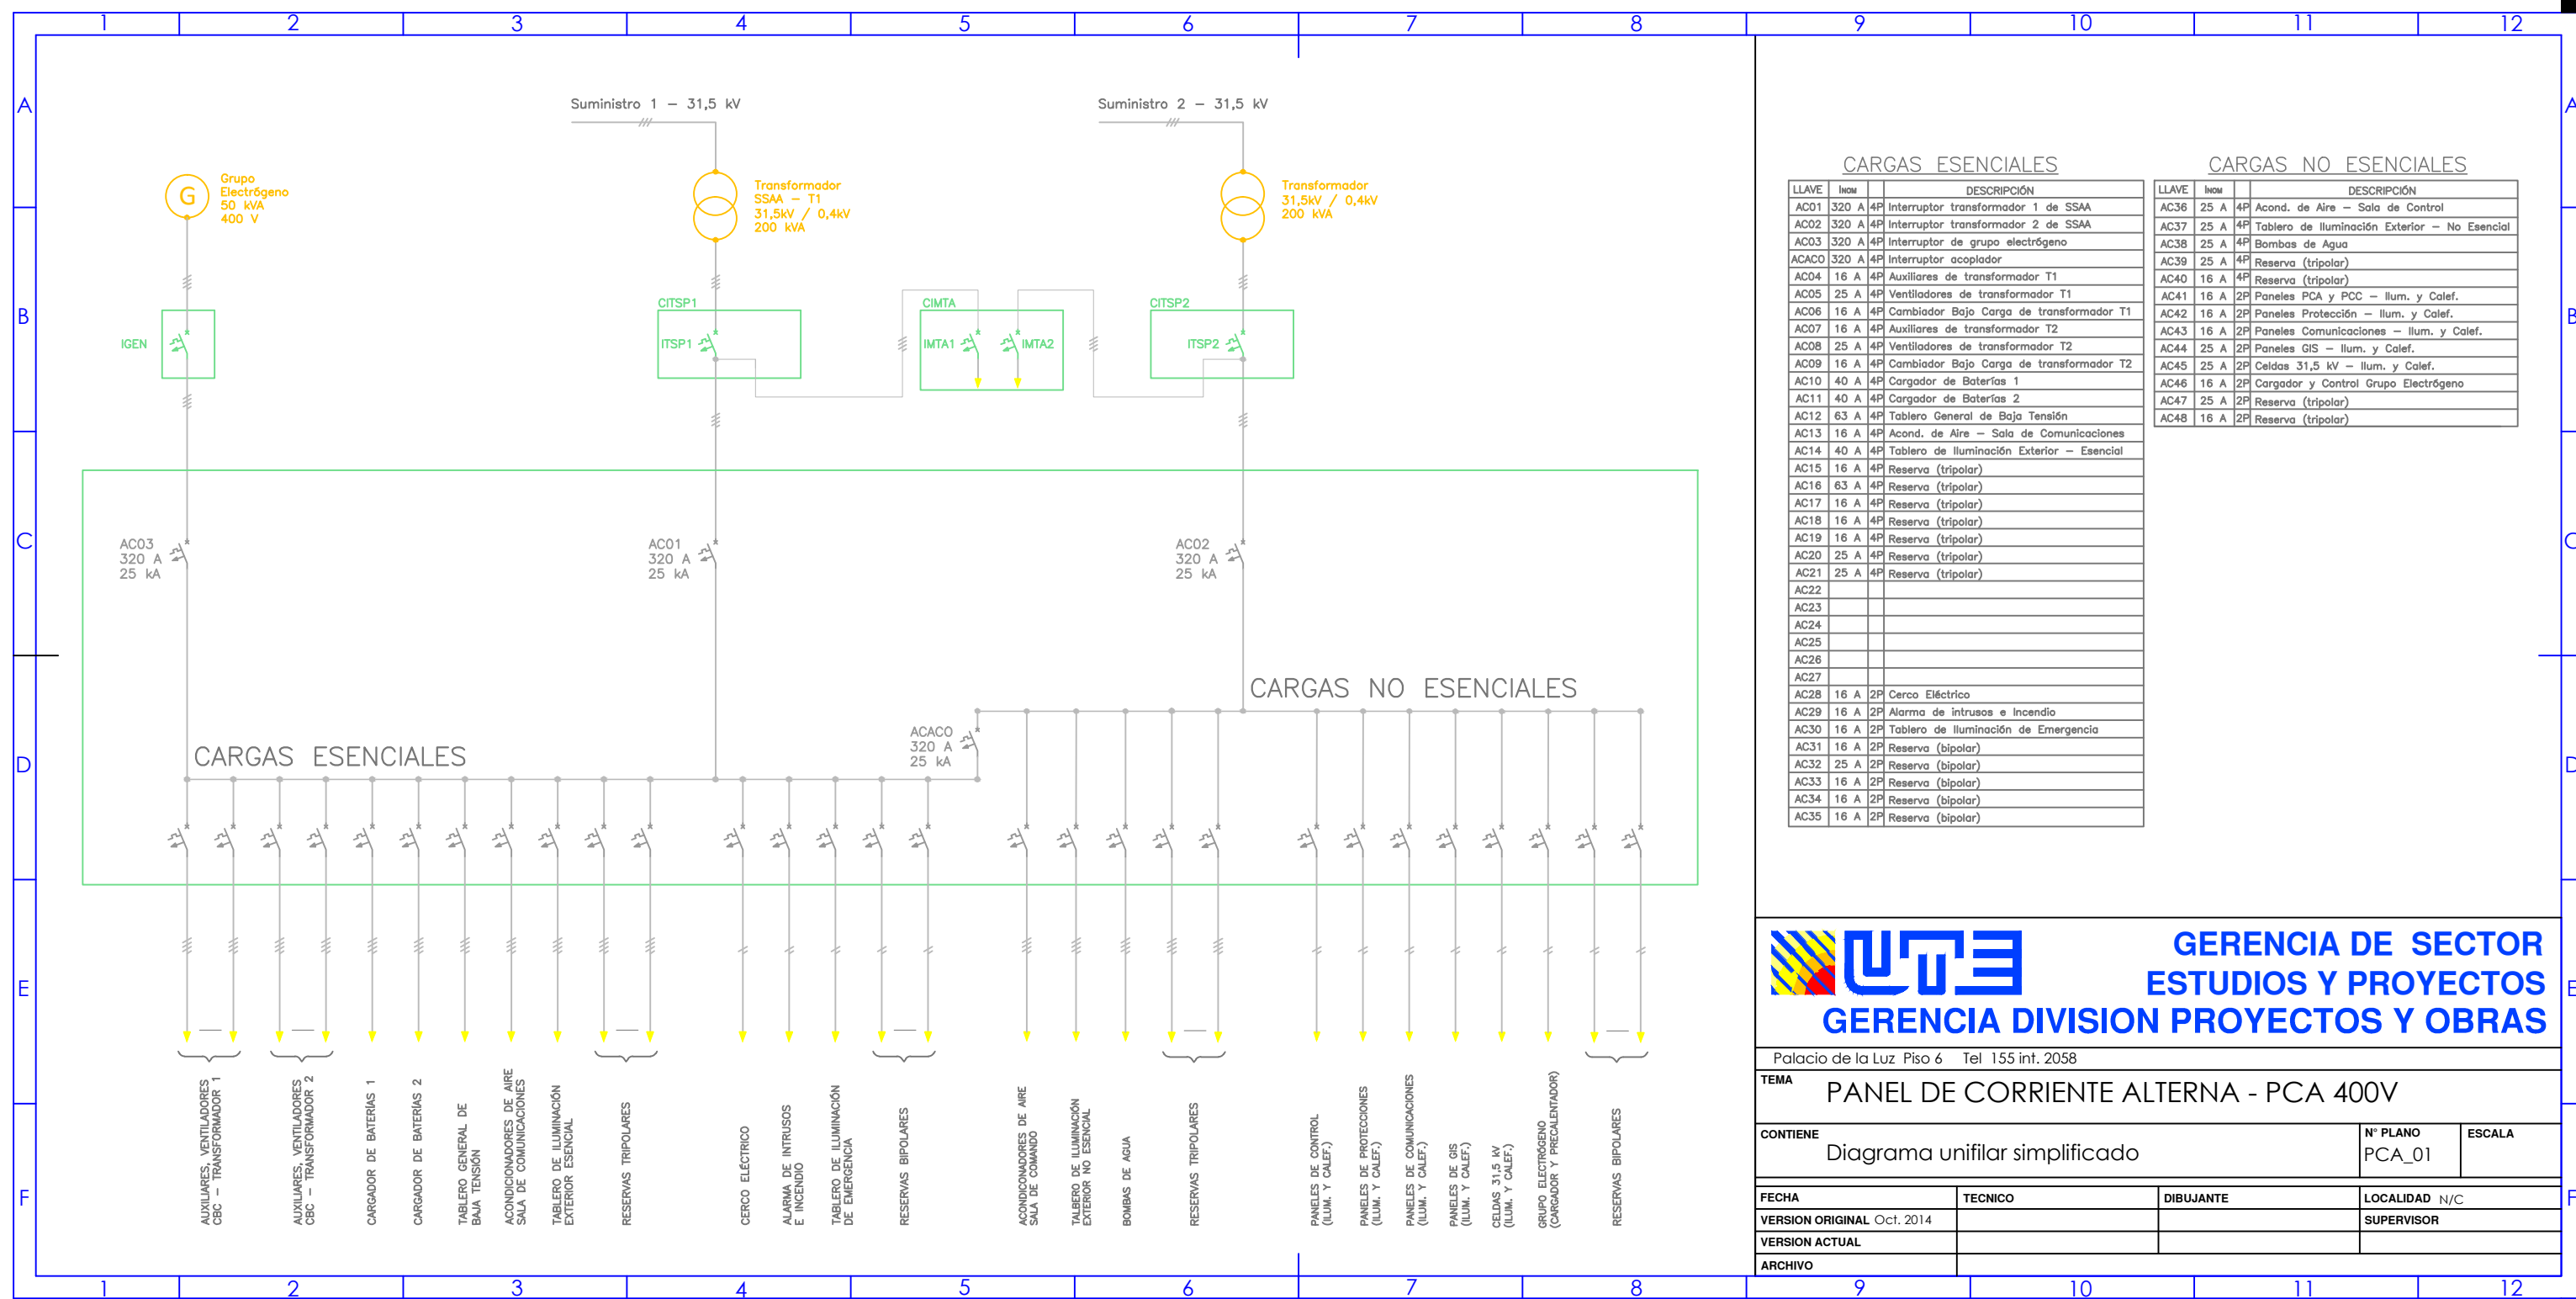 1 2 3 4 5 6 7 8 9 10 11 12
A
B
C
D
E
F
A
B
C
D
E
F
Suministro 1 – 31,5 kV
Suministro 2 – 31,5 kV
G
Grupo
Electrógeno
50 kVA
400 V
Transformador
SSAA – T1
31,5kV / 0,4kV
200 kVA
Transformador
31,5kV / 0,4kV
200 kVA
IGEN
CITSP1
ITSP1
CIMTA
IMTA1
IMTA2
CITSP2
ITSP2
AC03
320 A
25 kA
AC01
320 A
25 kA
AC02
320 A
25 kA
CARGAS NO ESENCIALES
ACACO
320 A
25 kA
CARGAS ESENCIALES
AUXILIARES, VENTILADORES
CBC – TRANSFORMADOR 1
AUXILIARES, VENTILADORES
CBC – TRANSFORMADOR 2
CARGADOR DE BATERÍAS 1
CARGADOR DE BATERÍAS 2
TABLERO GENERAL DE
BAJA TENSIÓN
ACONDICIONADORES DE AIRE
SALA DE COMUNICACIONES
TABLERO DE ILUMINACIÓN
EXTERIOR ESENCIAL
RESERVAS TRIPOLARES
CERCO ELÉCTRICO
ALARMA DE INTRUSOS
E INCENDIO
TABLERO DE ILUMINACIÓN
DE EMERGENCIA
RESERVAS BIPOLARES
ACONDICONADORES DE AIRE
SALA DE COMANDO
TALBERO DE ILUMINACIÓN
EXTERIOR NO ESENCIAL
BOMBAS DE AGUA
RESERVAS TRIPOLARES
PANELES DE CONTROL
(ILUM. Y CALEF.)
PANELES DE PROTECCIONES
(ILUM. Y CALEF.)
PANELES DE COMUNICACIONES
(ILUM. Y CALEF.)
PANELES DE GIS
(ILUM. Y CALEF.)
CELDAS 31,5 kV
(ILUM. Y CALEF.)
GRUPO ELECTRÓGENO
(CARGADOR Y PRECALENTADOR)
RESERVAS BIPOLARES
CARGAS ESENCIALES
LLAVE INOM DESCRIPCIÓN
AC01 320 A 4P Interruptor transformador 1 de SSAA
AC02 320 A 4P Interruptor transformador 2 de SSAA
AC03 320 A 4P Interruptor de grupo electrógeno
ACACO 320 A 4P Interruptor acoplador
AC04 16 A 4P Auxiliares de transformador T1
AC05 25 A 4P Ventiladores de transformador T1
AC06 16 A 4P Cambiador Bajo Carga de transformador T1
AC07 16 A 4P Auxiliares de transformador T2
AC08 25 A 4P Ventiladores de transformador T2
AC09 16 A 4P Cambiador Bajo Carga de transformador T2
AC10 40 A 4P Cargador de Baterías 1
AC11 40 A 4P Cargador de Baterías 2
AC12 63 A 4P Tablero General de Baja Tensión
AC13 16 A 4P Acond. de Aire – Sala de Comunicaciones
AC14 40 A 4P Tablero de Iluminación Exterior – Esencial
AC15 16 A 4P Reserva (tripolar)
AC16 63 A 4P Reserva (tripolar)
AC17 16 A 4P Reserva (tripolar)
AC18 16 A 4P Reserva (tripolar)
AC19 16 A 4P Reserva (tripolar)
AC20 25 A 4P Reserva (tripolar)
AC21 25 A 4P Reserva (tripolar)
AC22
AC23
AC24
AC25
AC26
AC27
AC28 16 A 2P Cerco Eléctrico
AC29 16 A 2P Alarma de intrusos e Incendio
AC30 16 A 2P Tablero de Iluminación de Emergencia
AC31 16 A 2P Reserva (bipolar)
AC32 25 A 2P Reserva (bipolar)
AC33 16 A 2P Reserva (bipolar)
AC34 16 A 2P Reserva (bipolar)
AC35 16 A 2P Reserva (bipolar)
CARGAS NO ESENCIALES
LLAVE INOM DESCRIPCIÓN
AC36 25 A 4P Acond. de Aire – Sala de Control
AC37 25 A 4P Tablero de Iluminación Exterior – No Esencial
AC38 25 A 4P Bombas de Agua
AC39 25 A 4P Reserva (tripolar)
AC40 16 A 4P Reserva (tripolar)
AC41 16 A 2P Paneles PCA y PCC – Ilum. y Calef.
AC42 16 A 2P Paneles Protección – Ilum. y Calef.
AC43 16 A 2P Paneles Comunicaciones – Ilum. y Calef.
AC44 25 A 2P Paneles GIS – Ilum. y Calef.
AC45 25 A 2P Celdas 31,5 kV – Ilum. y Calef.
AC46 16 A 2P Cargador y Control Grupo Electrógeno
AC47 25 A 2P Reserva (tripolar)
AC48 16 A 2P Reserva (tripolar)
UTE
GERENCIA DE SECTOR
ESTUDIOS Y PROYECTOS
GERENCIA DIVISION PROYECTOS Y OBRAS
Palacio de la Luz Piso 6 Tel 155 int. 2058
TEMA PANEL DE CORRIENTE ALTERNA - PCA 400V
CONTIENE Diagrama unifilar simplificado
N° PLANO PCA_01
ESCALA
FECHA TECNICO DIBUJANTE LOCALIDAD N/C
VERSION ORIGINAL Oct. 2014 SUPERVISOR
VERSION ACTUAL
ARCHIVO
1 2 3 4 5 6 7 8 9 10 11 12